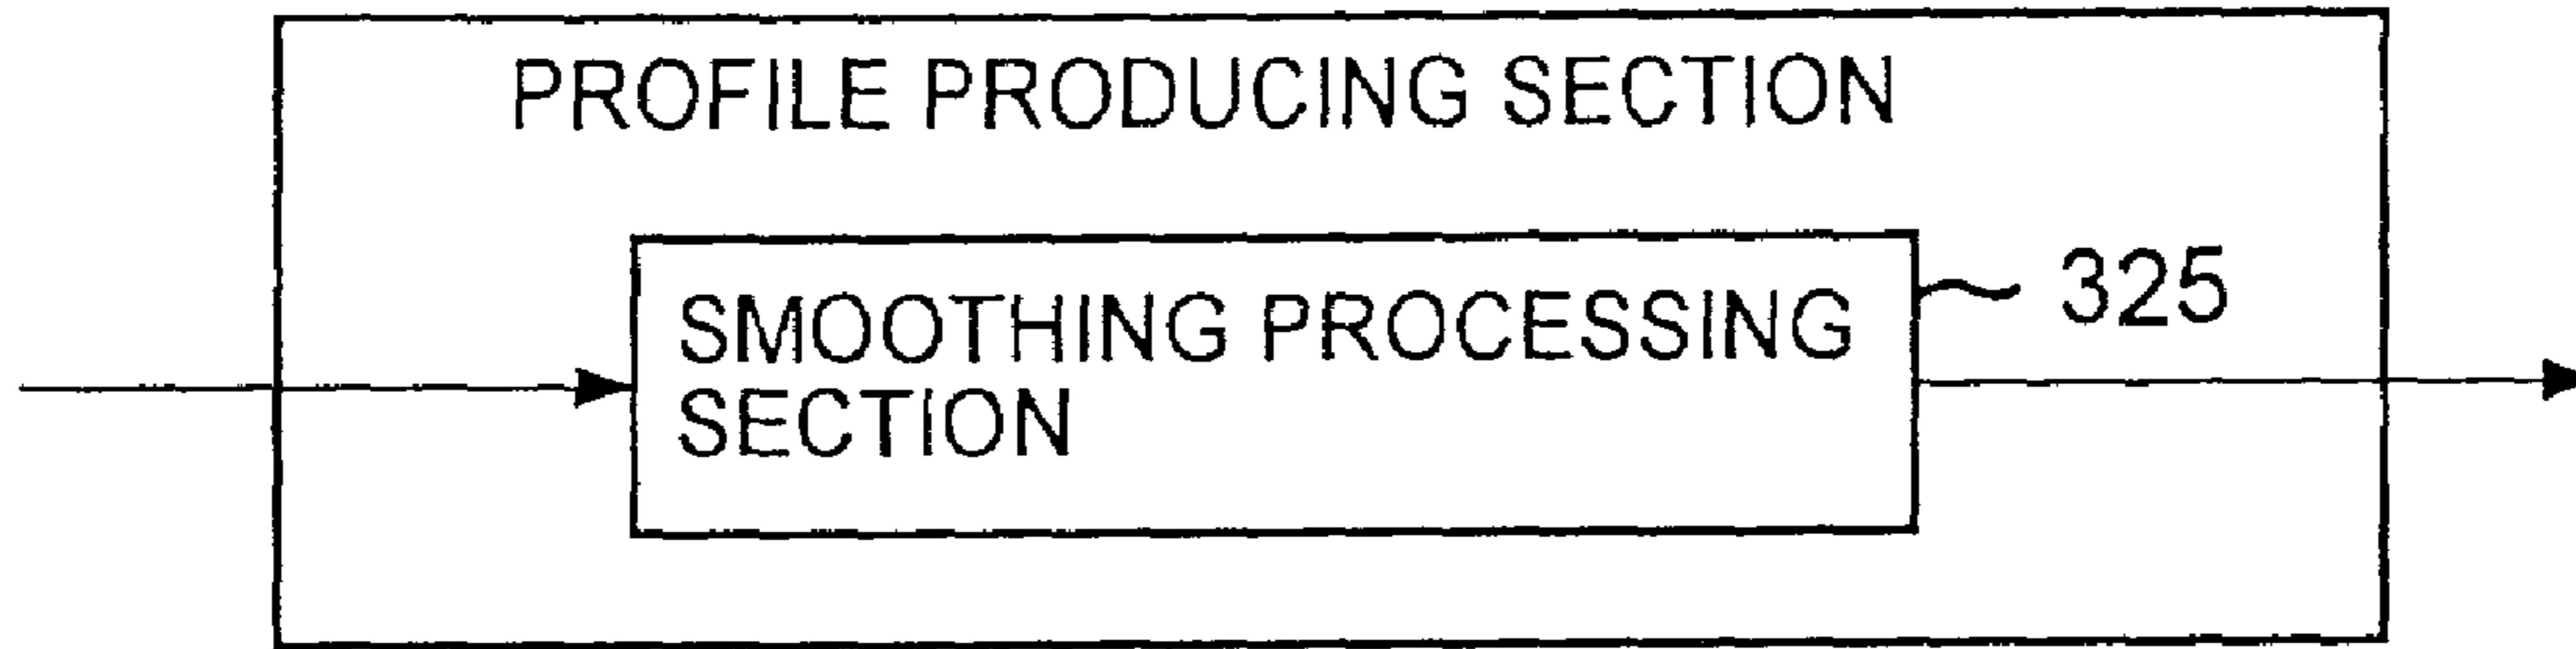 PROFILE PRODUCING SECTION
SMOOTHING PROCESSING
SECTION
325